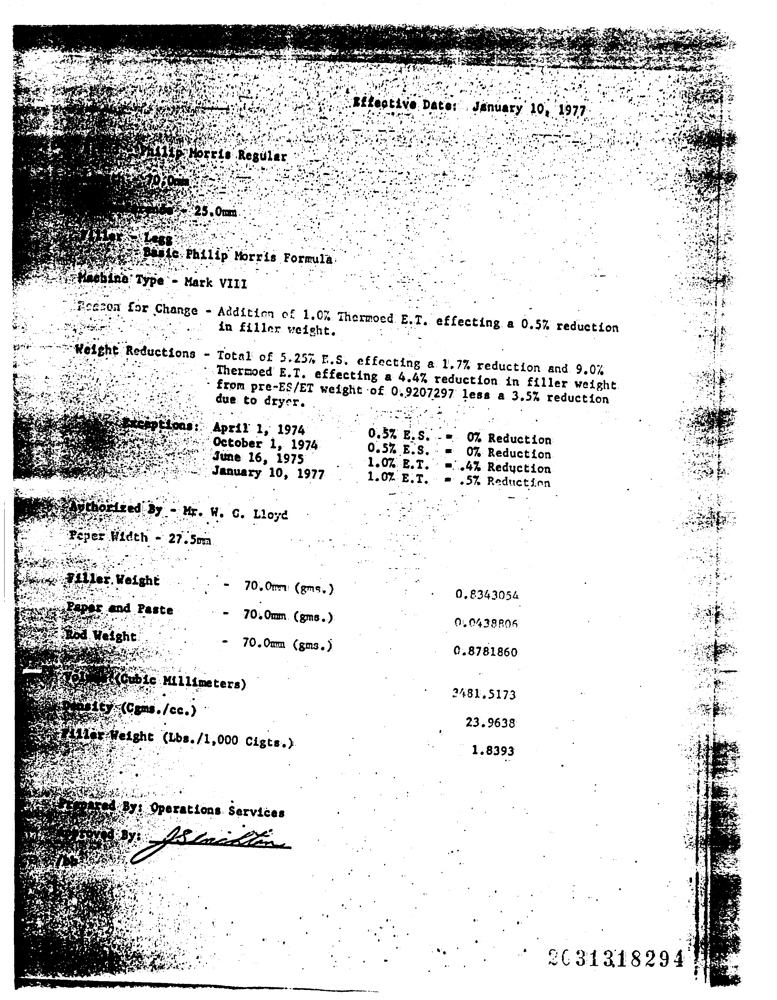 Effective Date: January 10, 1977
Philip Morris Regular
70.0mm
- 25.0mm
Filler - Legg
Basic Philip Morris Formula
Machine Type - Mark VIII
Reason for Change - Addition of 1.0% Thermoed E.T. effecting a 0.5% reduction
in filler weight.
Weight Reductions - Total of 5.25% E.S. effecting a 1.7% reduction and 9.0%
Thermoed E.T. effecting a 4.4% reduction in filler weight
from pre-ES/ET weight of 0.9207297 less a 3.5% reduction
due to dryer.
Exceptions: April 1, 1974 0.5% E.S. = 0% Reduction
October 1, 1974 0.5% E.S. = 0% Reduction
June 16, 1975 1.0% E.T. = .4% Reduction
January 10, 1977 1.0% E.T. = .5% Reduction
Authorized By - Mr. W. G. Lloyd
Paper Width - 27.5mm
Filler Weight - 70.0mm (gms.) 0.8343054
Paper and Paste - 70.0mm (gms.) 0.0438806
Rod Weight - 70.0mm (gms.) 0.8781860
Volume (Cubic Millimeters) 3481.5173
Density (Cgms./cc.) 23.9638
Filler Weight (Lbs./1,000 Cigts.) 1.8393
Prepared By: Operations Services
Approved By:
/bb
2031318294